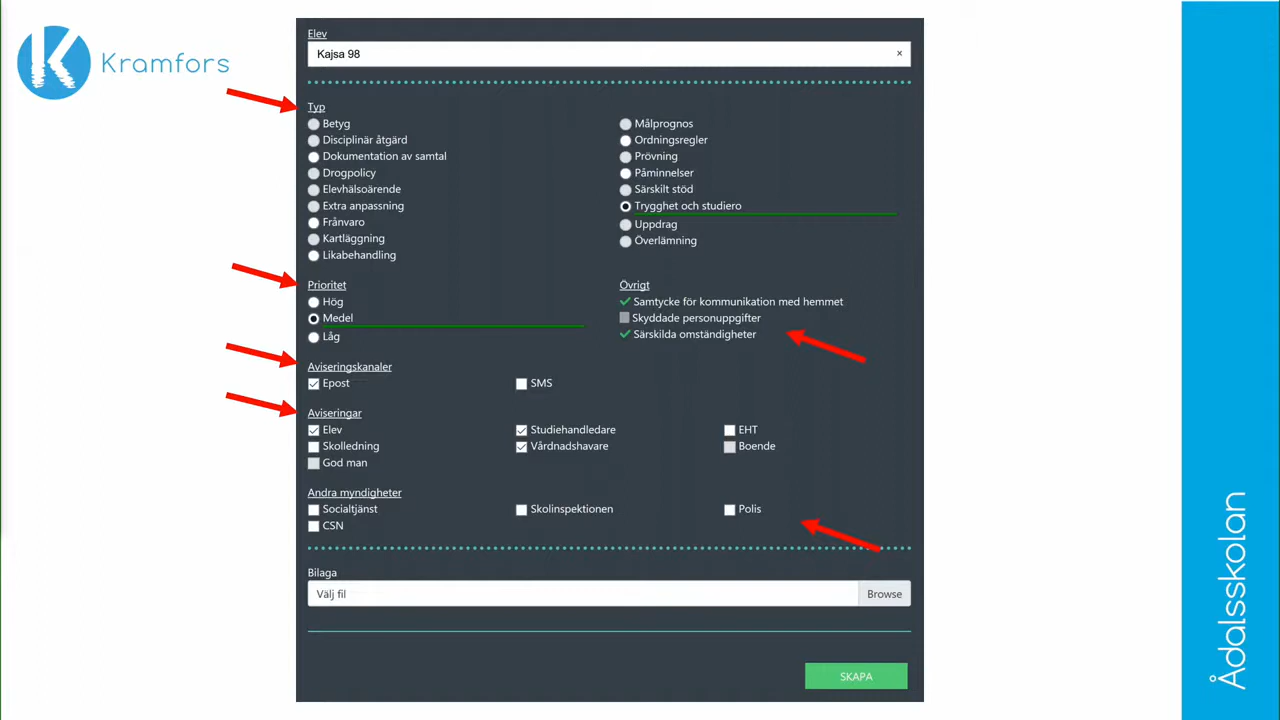 Kramfors
Elev
Kajsa 98 ×
Typ
Betyg
Disciplinär åtgärd
Dokumentation av samtal
Drogpolicy
Elevhälsoärende
Extra anpassning
Frånvaro
Kartläggning
Likabehandling
Målprognos
Ordningsregler
Prövning
Påminnelser
Särskilt stöd
Trygghet och studiero
Uppdrag
Överlämning
Prioritet
Hög
Medel
Låg
Övrigt
Samtycke för kommunikation med hemmet
Skyddade personuppgifter
Särskilda omständigheter
Aviseringskanaler
Epost SMS
Aviseringar
Elev Studiehandledare EHT
Skolledning Vårdnadshavare Boende
God man
Andra myndigheter
Socialtjänst Skolinspektionen Polis
CSN
Bilaga
Välj fil Browse
SKAPA
Ådalsskolan